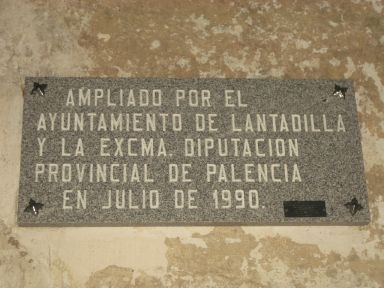 AMPLIADO POR EL
AYUNTAMIENTO DE LANTADILLA
Y LA EXCMA. DIPUTACION
PROVINCIAL DE PALENCIA
EN JULIO DE 1990.